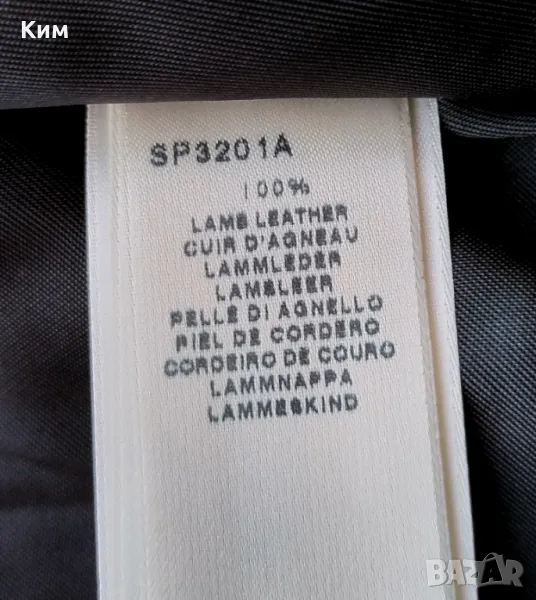 Ким
SP3201A
100%
LAMB LEATHER
CUIR D'AGNEAU
LAMMLEDER
LAMSLEER
PELLE DI AGNELLO
PIEL DE CORDERO
CORDEIRO DE COURO
LAMMNAPPA
LAMMESKIND
BAZAR